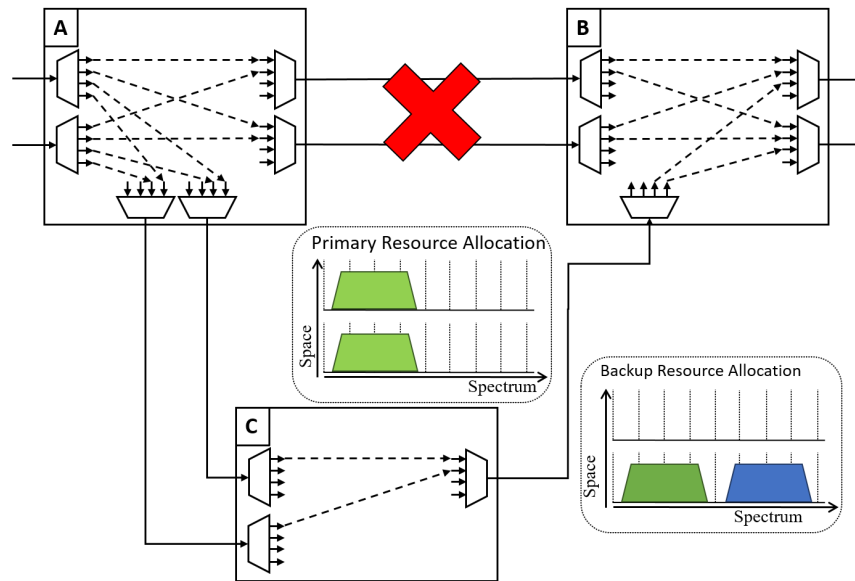 A
B
Primary Resource Allocation
Space
Spectrum
Backup Resource Allocation
Space
Spectrum
C